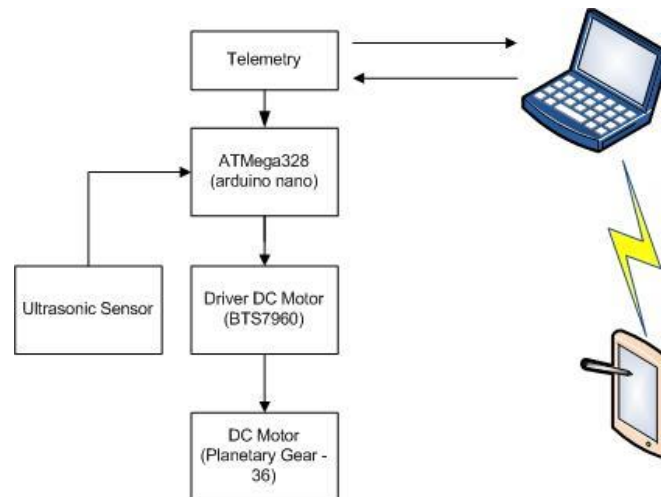 Telemetry
ATMega328
(arduino nano)
Ultrasonic Sensor
Driver DC Motor
(BTS7960)
DC Motor
(Planetary Gear -
36)